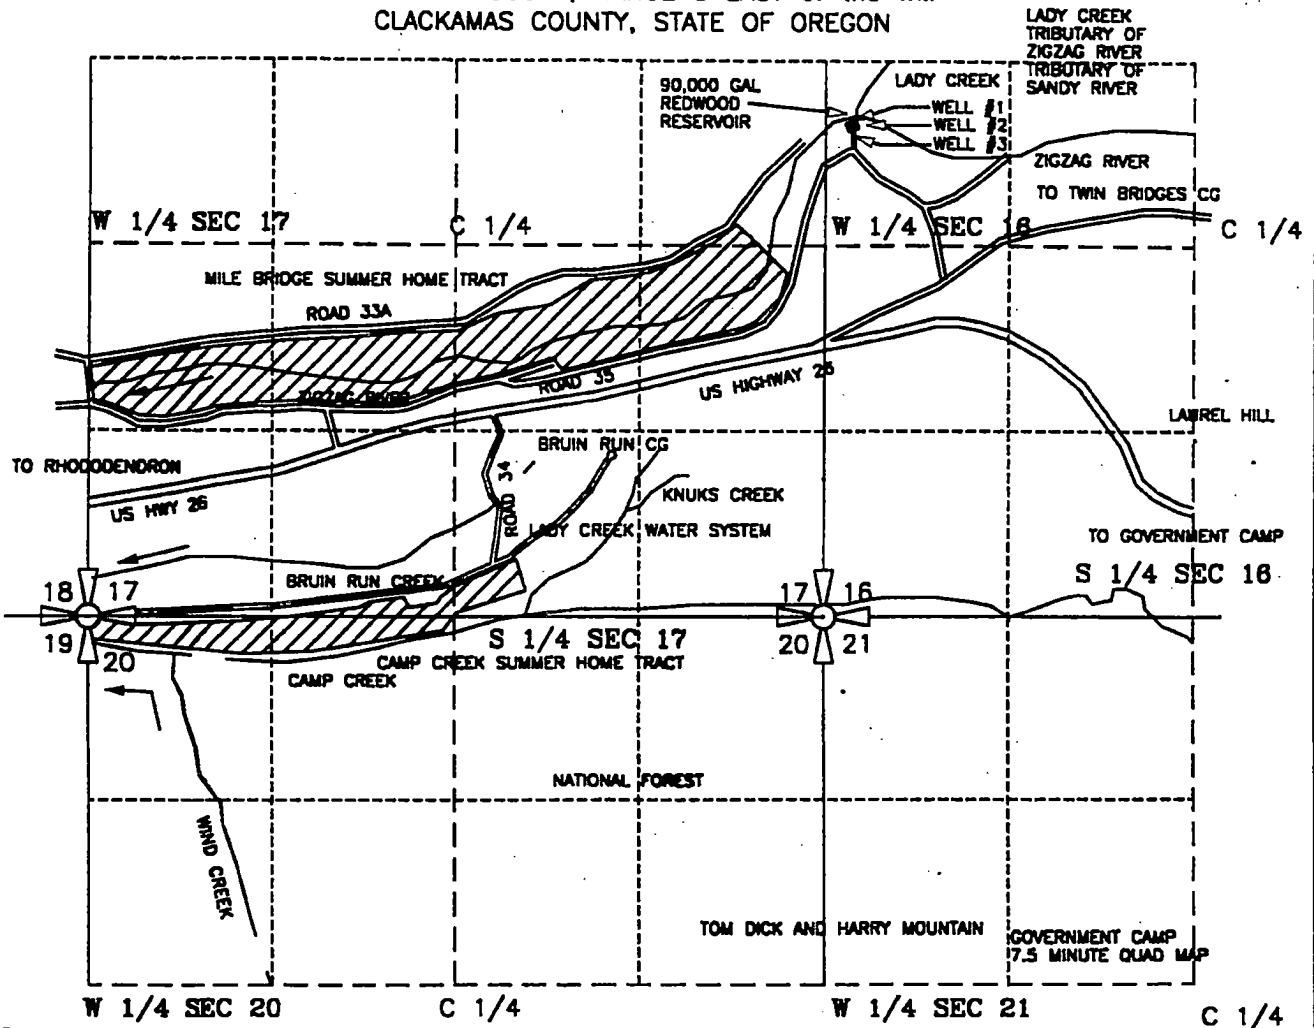 CLACKAMAS COUNTY, STATE OF OREGON
LADY CREEK
TRIBUTARY OF
ZIGZAG RIVER
TRIBUTARY OF
SANDY RIVER
90,000 GAL
REDWOOD
RESERVOIR
LADY CREEK
WELL #1
WELL #2
WELL #3
ZIGZAG RIVER
TO TWIN BRIDGES CG
W 1/4 SEC 17
C 1/4
W 1/4 SEC 16
C 1/4
MILE BRIDGE SUMMER HOME TRACT
ROAD 33A
ROAD 35
US HIGHWAY 26
ZIGZAG RIVER
LAUREL HILL
TO RHODODENDRON
US HWY 26
BRUIN RUN CG
ROAD 34
KNUKS CREEK
LADY CREEK WATER SYSTEM
TO GOVERNMENT CAMP
BRUIN RUN CREEK
S 1/4 SEC 16
18 17
17 16
19 20
S 1/4 SEC 17
20 21
CAMP CREEK SUMMER HOME TRACT
CAMP CREEK
NATIONAL FOREST
WIND CREEK
TOM DICK AND HARRY MOUNTAIN
GOVERNMENT CAMP
7.5 MINUTE QUAD MAP
W 1/4 SEC 20
C 1/4
W 1/4 SEC 21
C 1/4